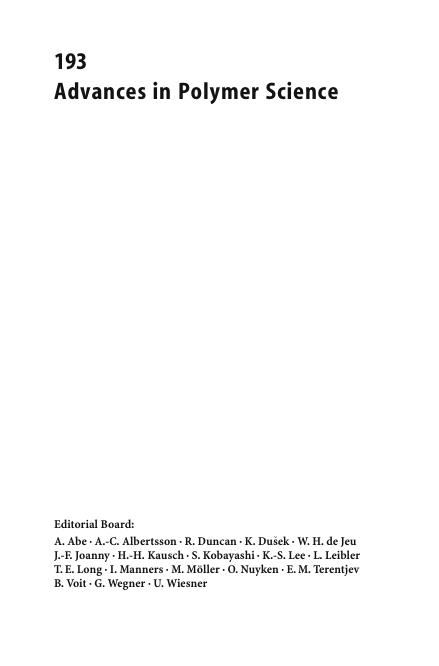 193
Advances in Polymer Science
Editorial Board:
A. Abe · A.-C. Albertsson · R. Duncan · K. Dušek · W. H. de Jeu
J.-F. Joanny · H.-H. Kausch · S. Kobayashi · K.-S. Lee · L. Leibler
T. E. Long · I. Manners · M. Möller · O. Nuyken · E. M. Terentjev
B. Voit · G. Wegner · U. Wiesner